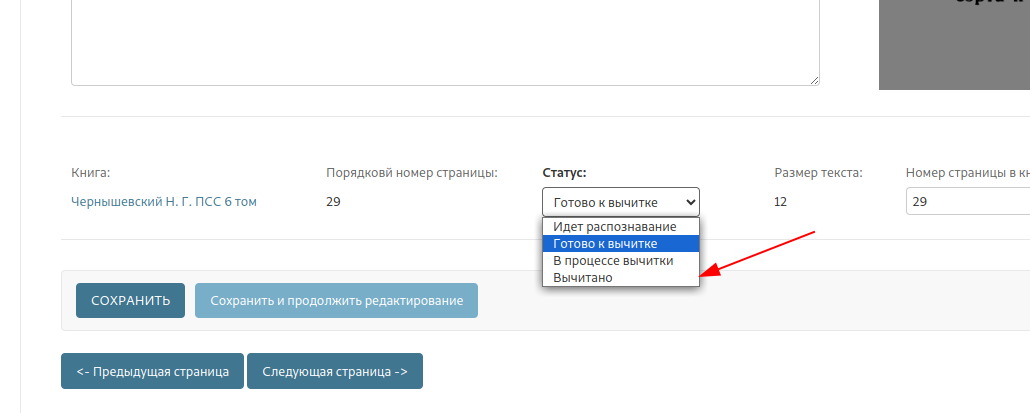 Книга:
Порядковй номер страницы:
Статус:
Размер текста:
Номер страницы в
Чернышевский Н. Г. ПСС 6 том
29
Готово к вычитке
12
29
Идет распознавание
Готово к вычитке
В процессе вычитки
Вычитано
СОХРАНИТЬ
Сохранить и продолжить редактирование
<- Предыдущая страница
Следующая страница ->